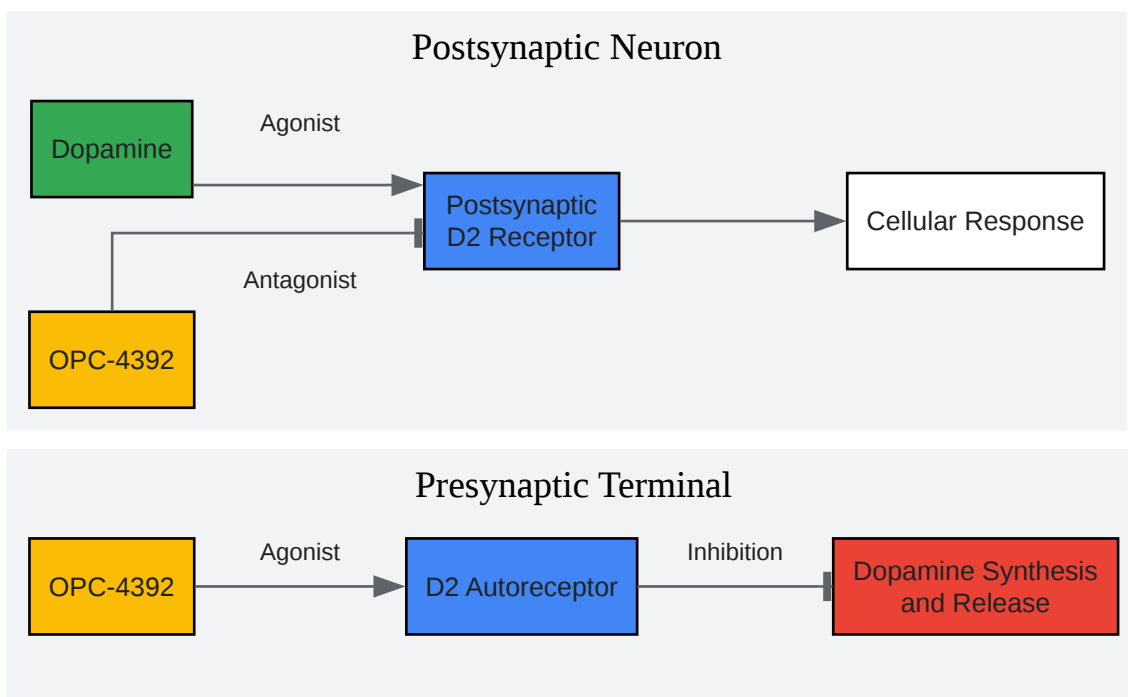 Postsynaptic Neuron
Dopamine
Agonist
Postsynaptic
D2 Receptor
Cellular Response
Antagonist
OPC-4392
Presynaptic Terminal
OPC-4392
Agonist
D2 Autoreceptor
Inhibition
Dopamine Synthesis
and Release